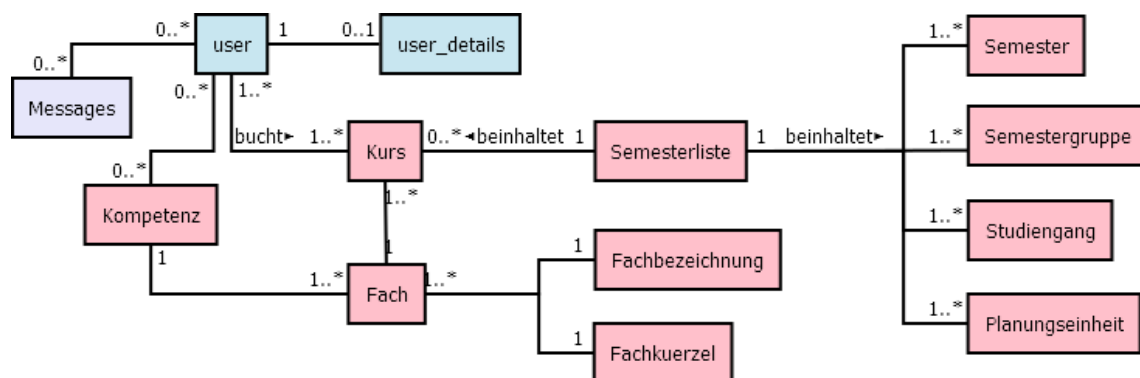 0..* user 1 0..1 user_details
1..* Semester
0..* Messages
0..* 1..*
bucht► 1..* Kurs 0..* ◄beinhaltet 1 Semesterliste 1 beinhaltet► 1..* Semestergruppe
0..* Kompetenz
1..*
1..* Studiengang
1
1
1 Fachbezeichnung
1..* Fach 1..*
1..* Planungseinheit
1 Fachkuerzel